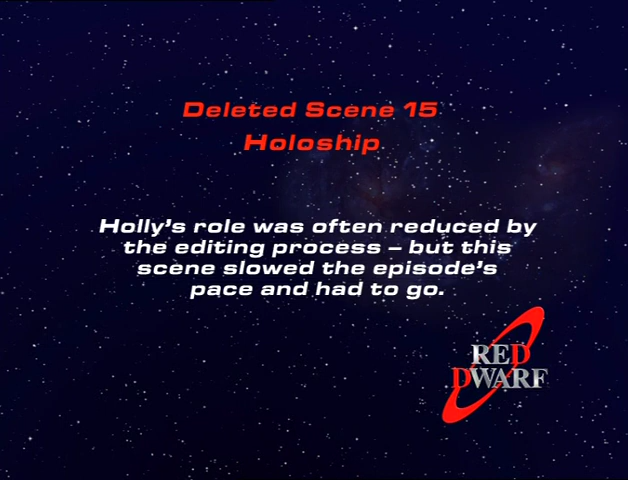 Deleted Scene 15
Holoship
Holly's role was often reduced by
the editing process – but this
scene slowed the episode's
pace and had to go.
RED
DWARF